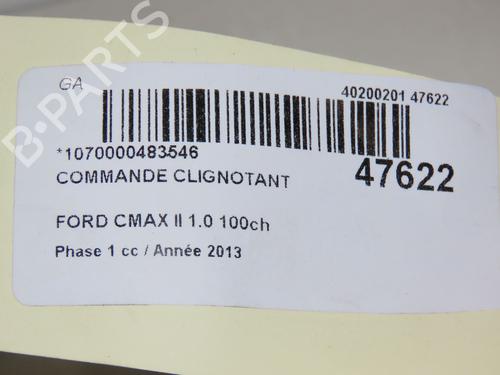 GA
40200201 47622
*1070000483546
47622
COMMANDE CLIGNOTANT
FORD CMAX II 1.0 100ch
Phase 1 cc / Année 2013
B-PARTS